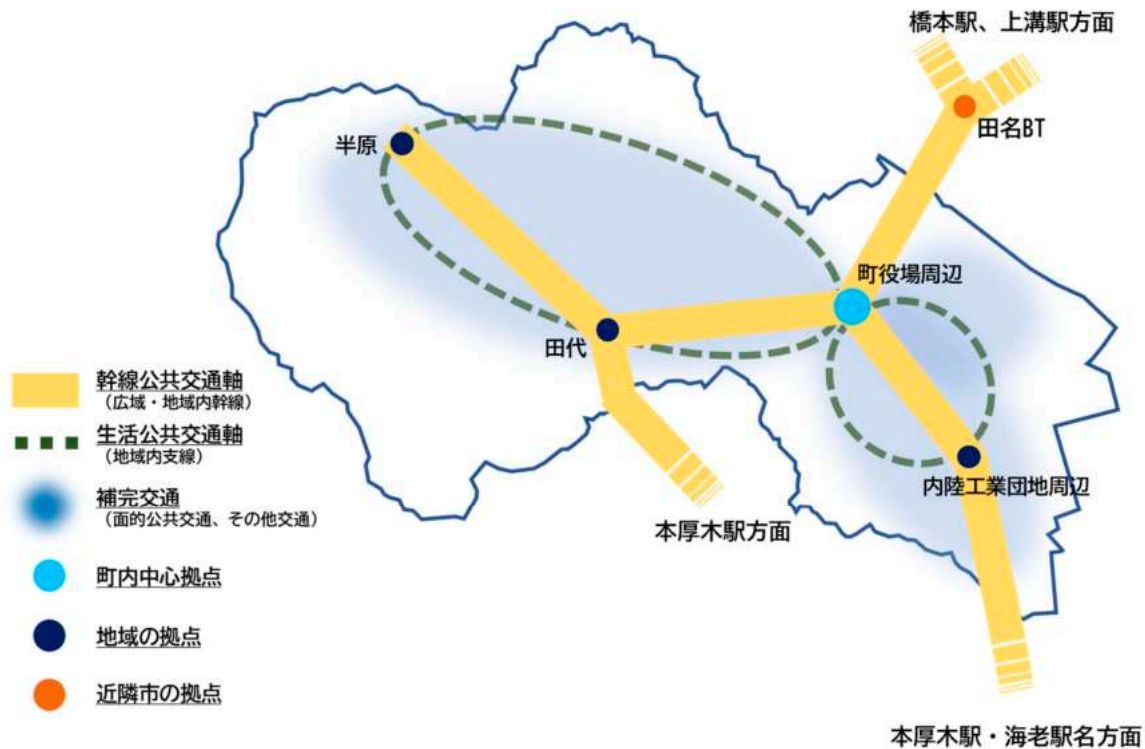 橋本駅、上溝駅方面
田名BT
半原
町役場周辺
田代
内陸工業団地周辺
本厚木駅方面
本厚木駅・海老駅名方面
幹線公共交通軸
（広域・地域内幹線）
生活公共交通軸
（地域内支線）
補完交通
（面的公共交通、その他交通）
町内中心拠点
地域の拠点
近隣市の拠点